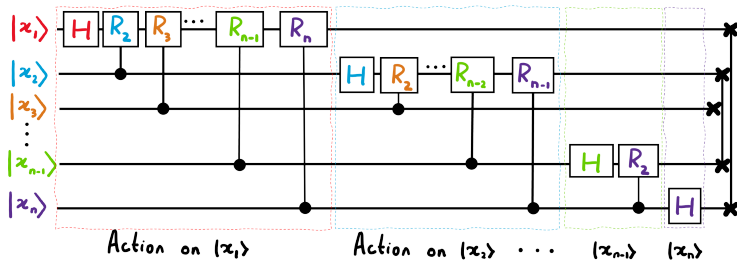 |x₁⟩ H R₂ R₃ ... Rₙ₋₁ Rₙ
|x₂⟩ H R₂ ... Rₙ₋₂ Rₙ₋₁
|x₃⟩
⋮
|xₙ₋₁⟩ H R₂
|xₙ⟩ H
Action on |x₁⟩ Action on |x₂⟩ ... |xₙ₋₁⟩ |xₙ⟩